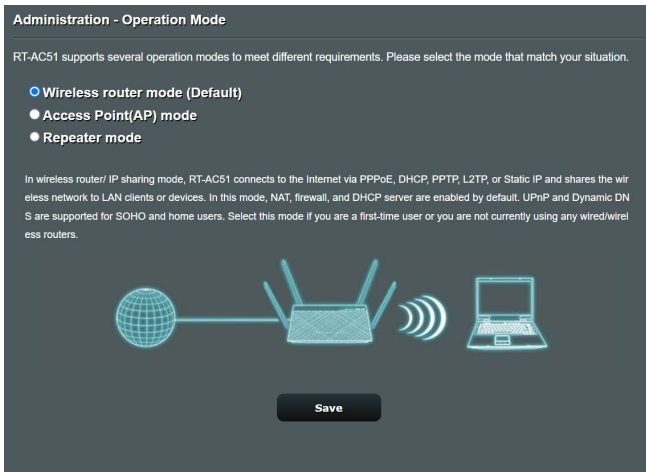 Administration - Operation Mode
RT-AC51 supports several operation modes to meet different requirements. Please select the mode that match your situation.
Wireless router mode (Default)
Access Point(AP) mode
Repeater mode
In wireless router/ IP sharing mode, RT-AC51 connects to the Internet via PPPoE, DHCP, PPTP, L2TP, or Static IP and shares the wir
eless network to LAN clients or devices. In this mode, NAT, firewall, and DHCP server are enabled by default. UPnP and Dynamic DN
S are supported for SOHO and home users. Select this mode if you are a first-time user or you are not currently using any wired/wirel
ess routers.
Save